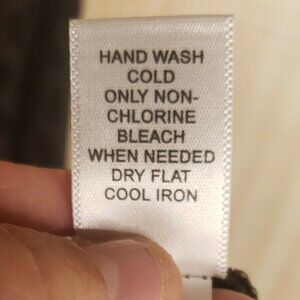 HAND WASH
COLD
ONLY NON-
CHLORINE
BLEACH
WHEN NEEDED
DRY FLAT
COOL IRON